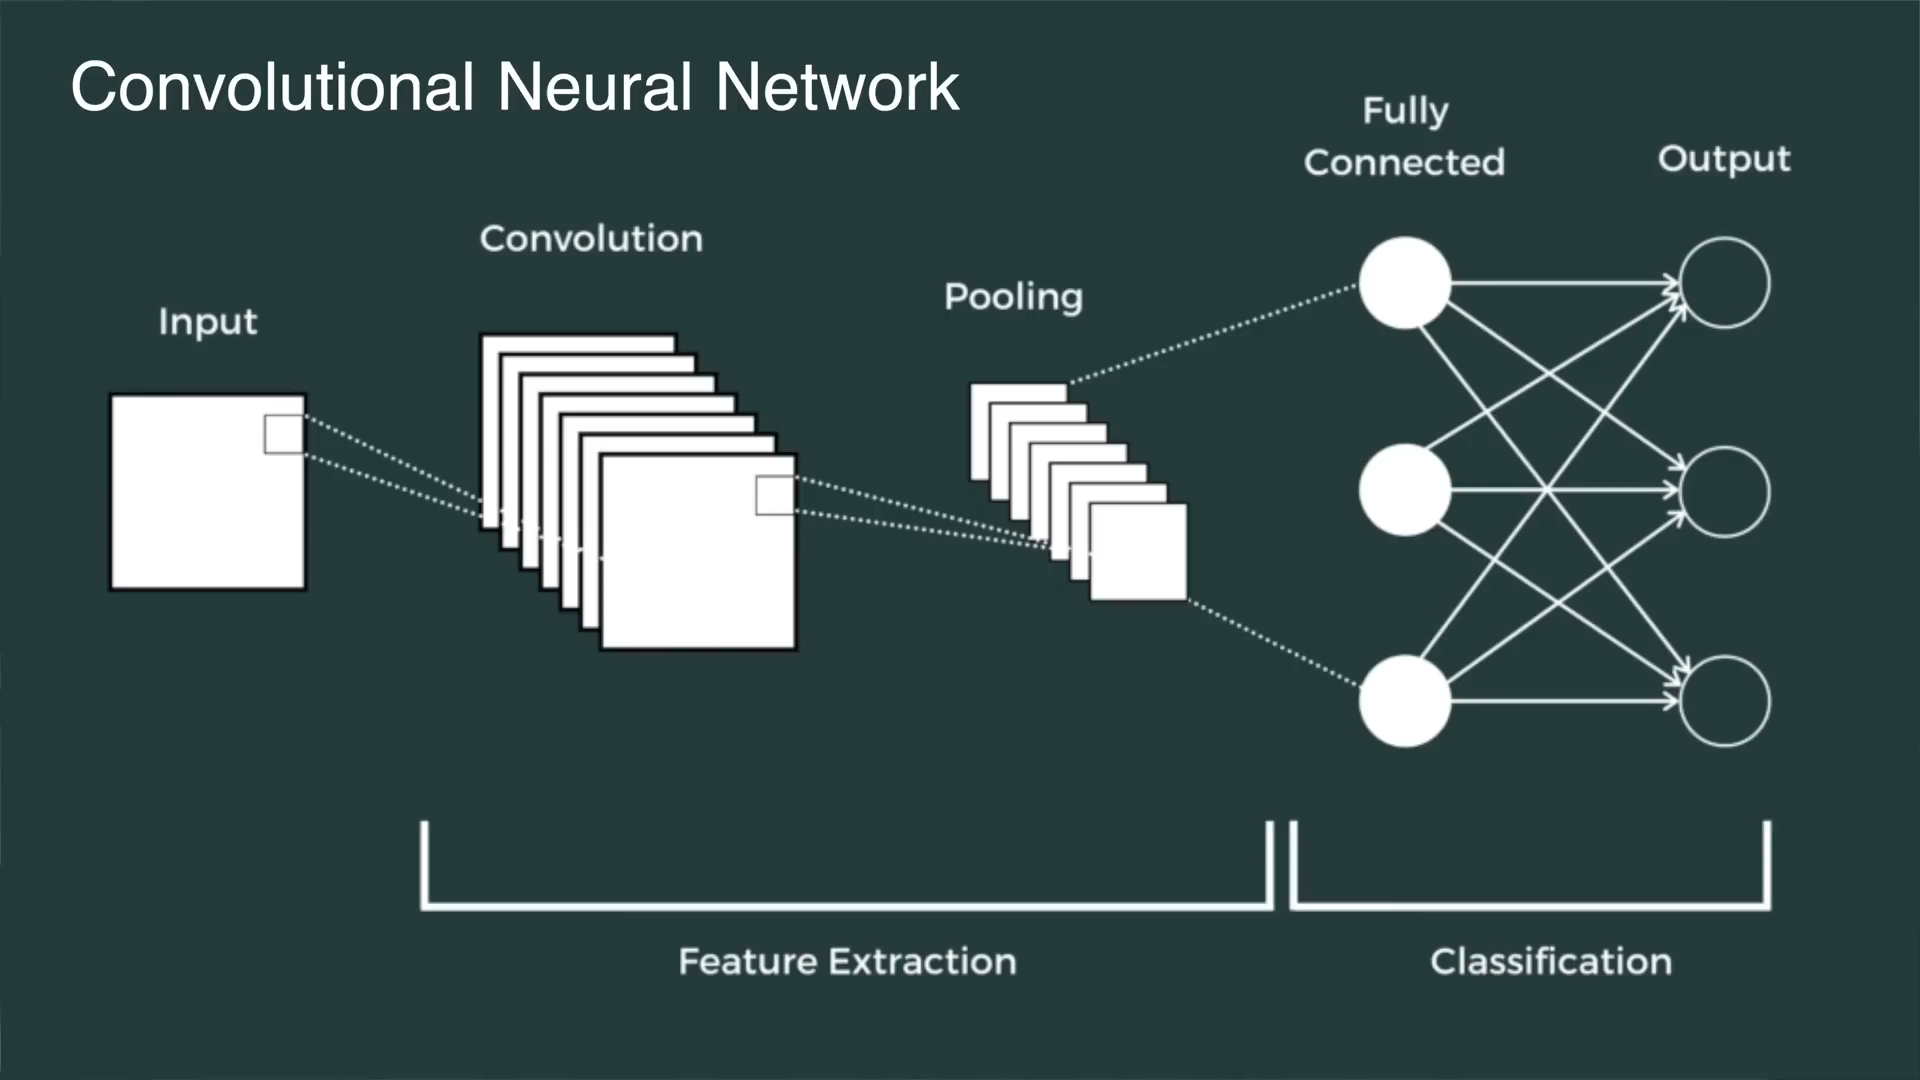 Convolutional Neural Network
Input
Convolution
Pooling
Fully
Connected
Output
Feature Extraction
Classification